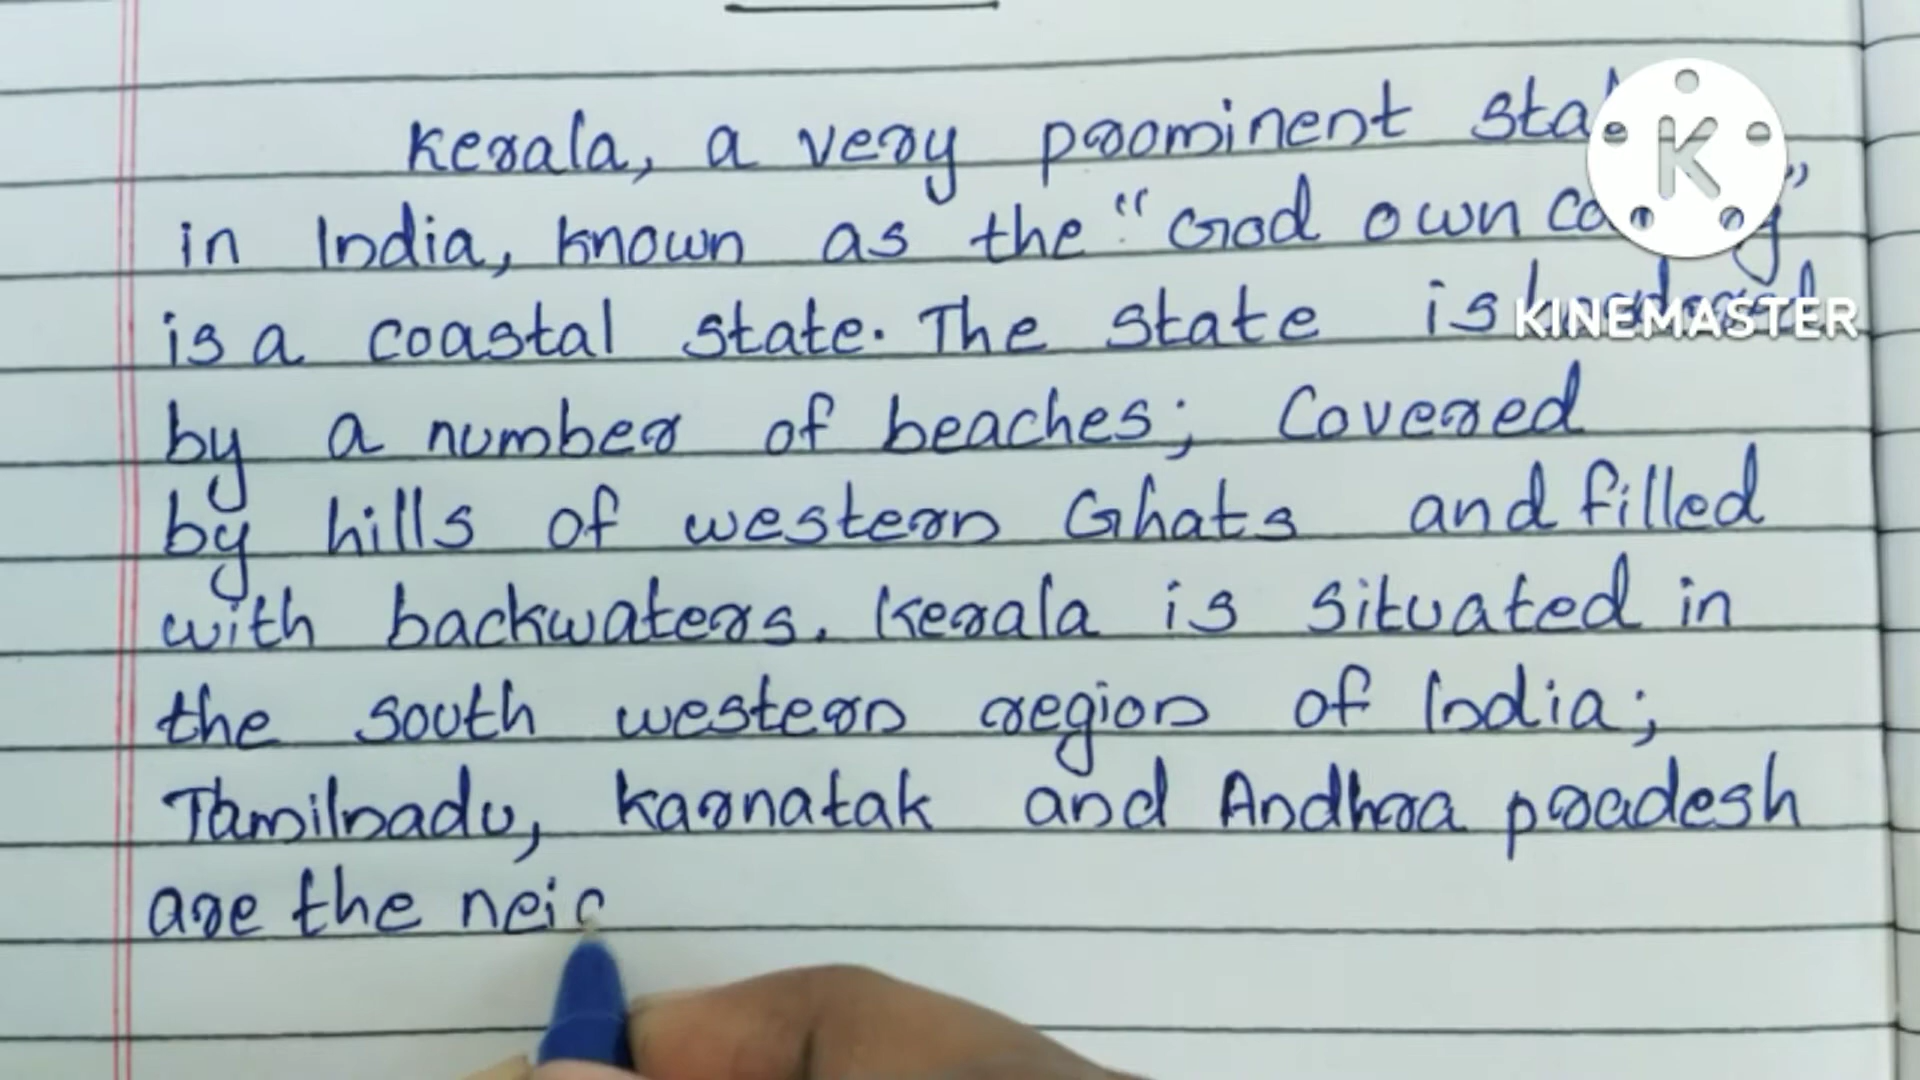 Kerala, a very prominent
in India, known as the "God own
is a coastal state. The state is
KINEMASTER
by a number of beaches; Covered
by hills of western Ghats and filled
with backwaters. Kerala is situated in
the south western region of India;
Tamilnadu, Karnatak and Andhra pradesh
are the nei